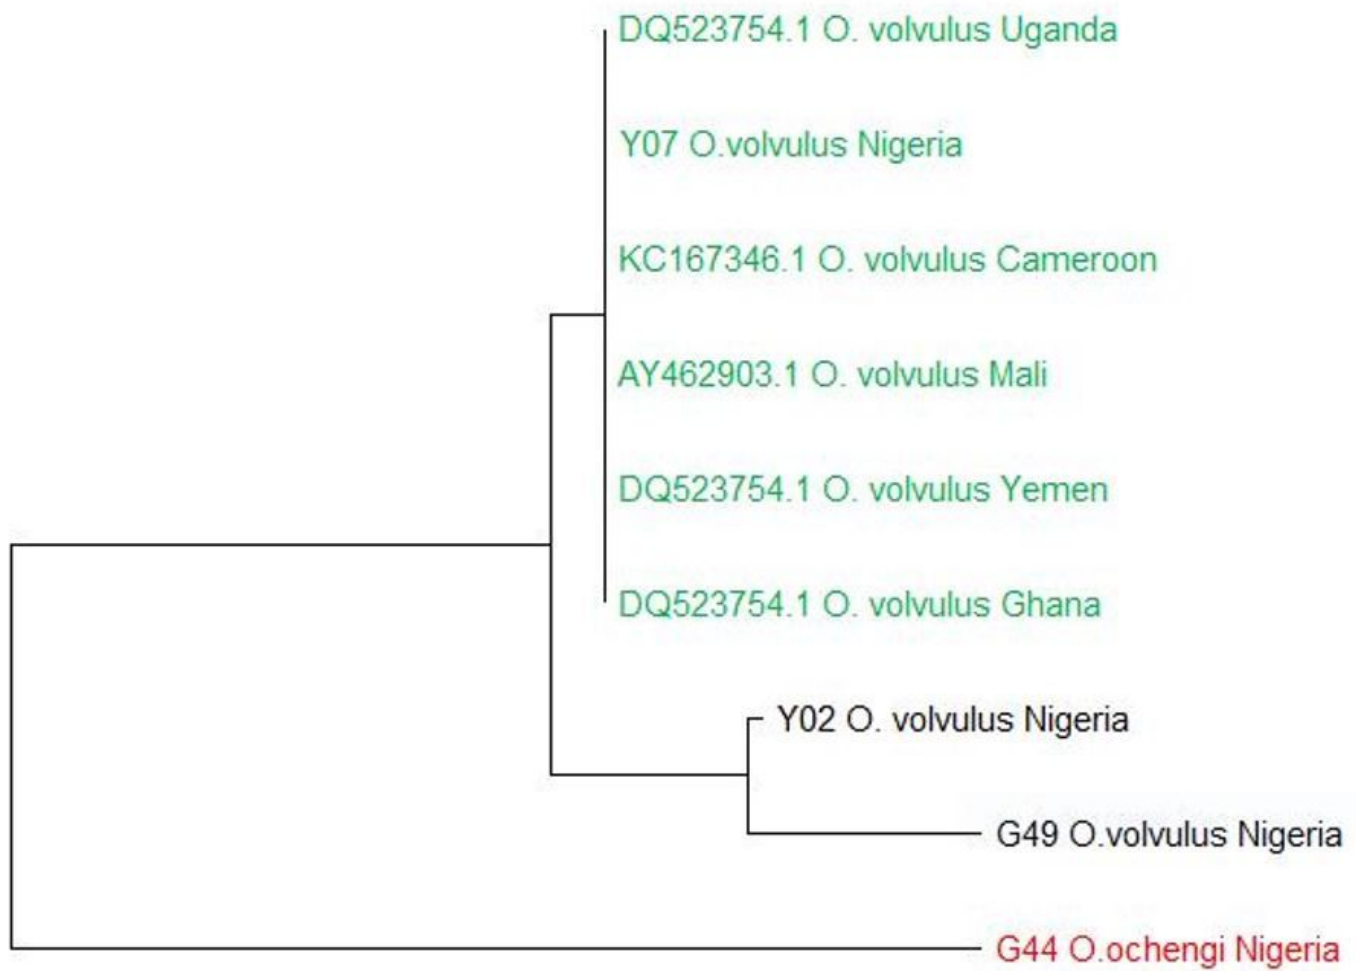 DQ523754.1 O. volvulus Uganda
Y07 O.volvulus Nigeria
KC167346.1 O. volvulus Cameroon
AY462903.1 O. volvulus Mali
DQ523754.1 O. volvulus Yemen
DQ523754.1 O. volvulus Ghana
Y02 O. volvulus Nigeria
G49 O.volvulus Nigeria
G44 O.ochengi Nigeria